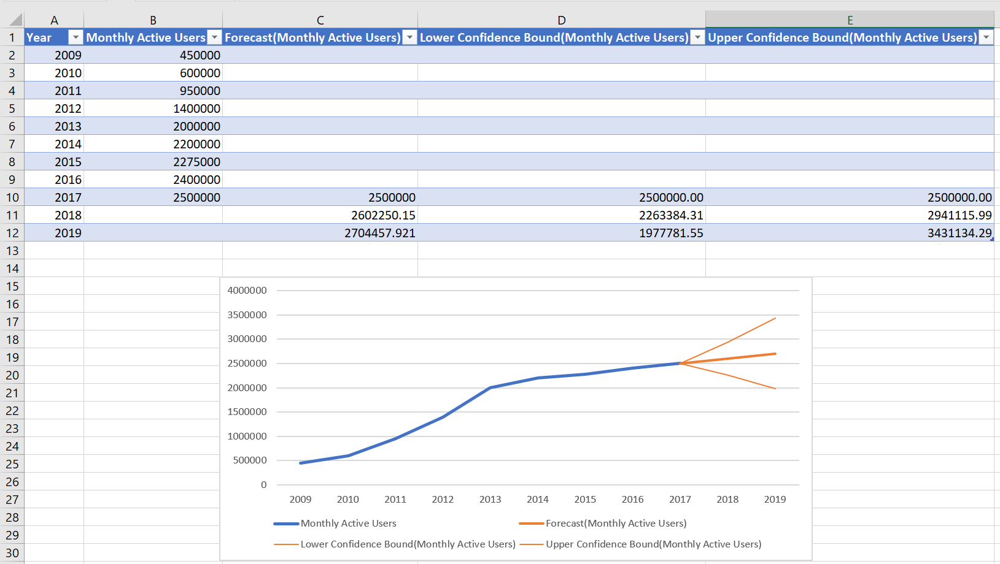 A B C D E
1 Year Monthly Active Users Forecast(Monthly Active Users) Lower Confidence Bound(Monthly Active Users) Upper Confidence Bound(Monthly Active Users)
2 2009 450000
3 2010 600000
4 2011 950000
5 2012 1400000
6 2013 2000000
7 2014 2200000
8 2015 2275000
9 2016 2400000
10 2017 2500000 2500000 2500000.00 2500000.00
11 2018 2602250.15 2263384.31 2941115.99
12 2019 2704457.921 1977781.55 3431134.29
13
14
15
16
17
18
19
20
21
22
23
24
25
26
27
28
29
30
4000000
3500000
3000000
2500000
2000000
1500000
1000000
500000
0
2009 2010 2011 2012 2013 2014 2015 2016 2017 2018 2019
Monthly Active Users Forecast(Monthly Active Users)
Lower Confidence Bound(Monthly Active Users) Upper Confidence Bound(Monthly Active Users)